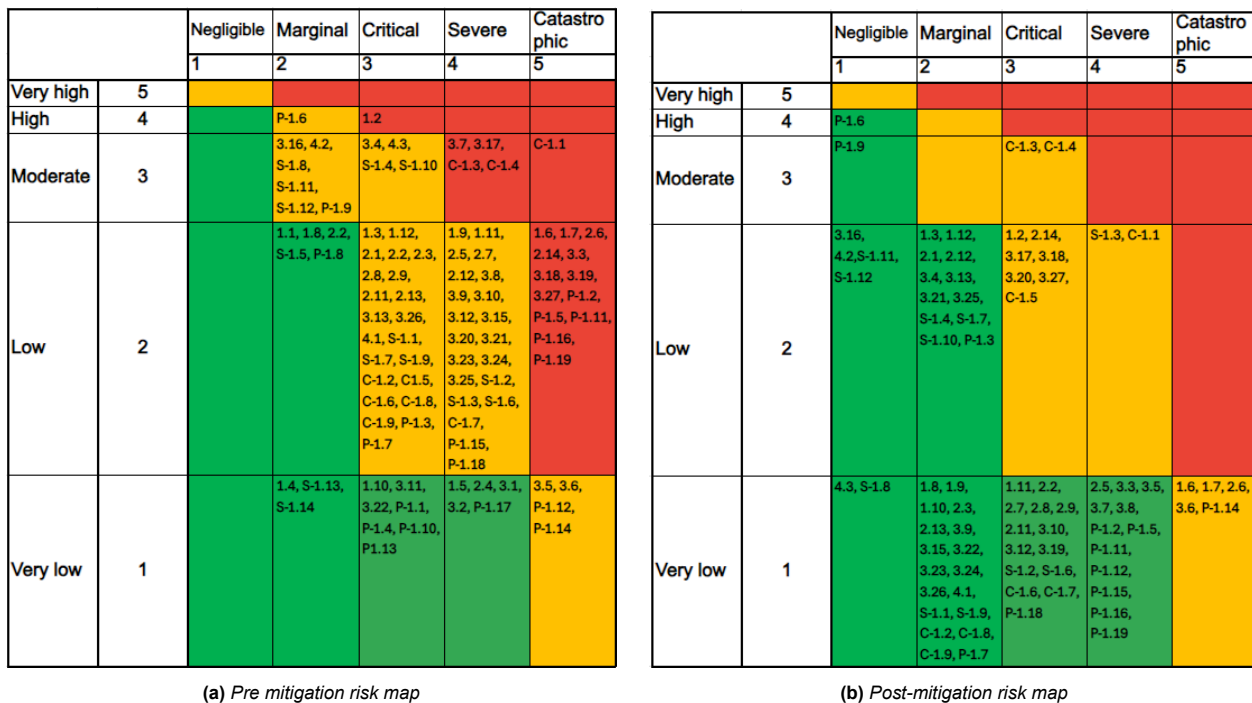 Negligible Marginal Critical Severe Catastro
phic
1 2 3 4 5
Very high 5
High 4 P-1.6 1.2
Moderate 3
3.16, 4.2,
S-1.8,
S-1.11,
S-1.12, P-1.9
3.4, 4.3,
S-1.4, S-1.10
3.7, 3.17,
C-1.3, C-1.4
C-1.1
Low 2
1.1, 1.8, 2.2,
S-1.5, P-1.8
1.3, 1.12,
2.1, 2.2, 2.3,
2.8, 2.9,
2.11, 2.13,
3.13, 3.26,
4.1, S-1.1,
S-1.7, S-1.9,
C-1.2, C1.5,
C-1.6, C-1.8,
C-1.9, P-1.3,
P-1.7
1.9, 1.11,
2.5, 2.7,
2.12, 3.8,
3.9, 3.10,
3.12, 3.15,
3.20, 3.21,
3.23, 3.24,
3.25, S-1.2,
S-1.3, S-1.6,
C-1.7,
P-1.15,
P-1.18
1.6, 1.7, 2.6,
2.14, 3.3,
3.18, 3.19,
3.27, P-1.2,
P-1.5, P-1.11,
P-1.16,
P-1.19
Very low 1
1.4, S-1.13,
S-1.14
1.10, 3.11,
3.22, P-1.1,
P-1.4, P-1.10,
P1.13
1.5, 2.4, 3.1,
3.2, P-1.17
3.5, 3.6,
P-1.12,
P-1.14
(a) Pre mitigation risk map
Negligible Marginal Critical Severe Catastro
phic
1 2 3 4 5
Very high 5
High 4 P-1.6
Moderate 3 P-1.9 C-1.3, C-1.4
Low 2
3.16,
4.2,S-1.11,
S-1.12
1.3, 1.12,
2.1, 2.12,
3.4, 3.13,
3.21, 3.25,
S-1.4, S-1.7,
S-1.10, P-1.3
1.2, 2.14,
3.17, 3.18,
3.20, 3.27,
C-1.5
S-1.3, C-1.1
Very low 1
4.3, S-1.8
1.8, 1.9,
1.10, 2.3,
2.13, 3.9,
3.15, 3.22,
3.23, 3.24,
3.26, 4.1,
S-1.1, S-1.9,
C-1.2, C-1.8,
C-1.9, P-1.7
1.11, 2.2,
2.7, 2.8, 2.9,
2.11, 3.10,
3.12, 3.19,
S-1.2, S-1.6,
C-1.6, C-1.7,
P-1.18
2.5, 3.3, 3.5,
3.7, 3.8,
P-1.2, P-1.5,
P-1.11,
P-1.12,
P-1.15,
P-1.16,
P-1.19
1.6, 1.7, 2.6,
3.6, P-1.14
(b) Post-mitigation risk map